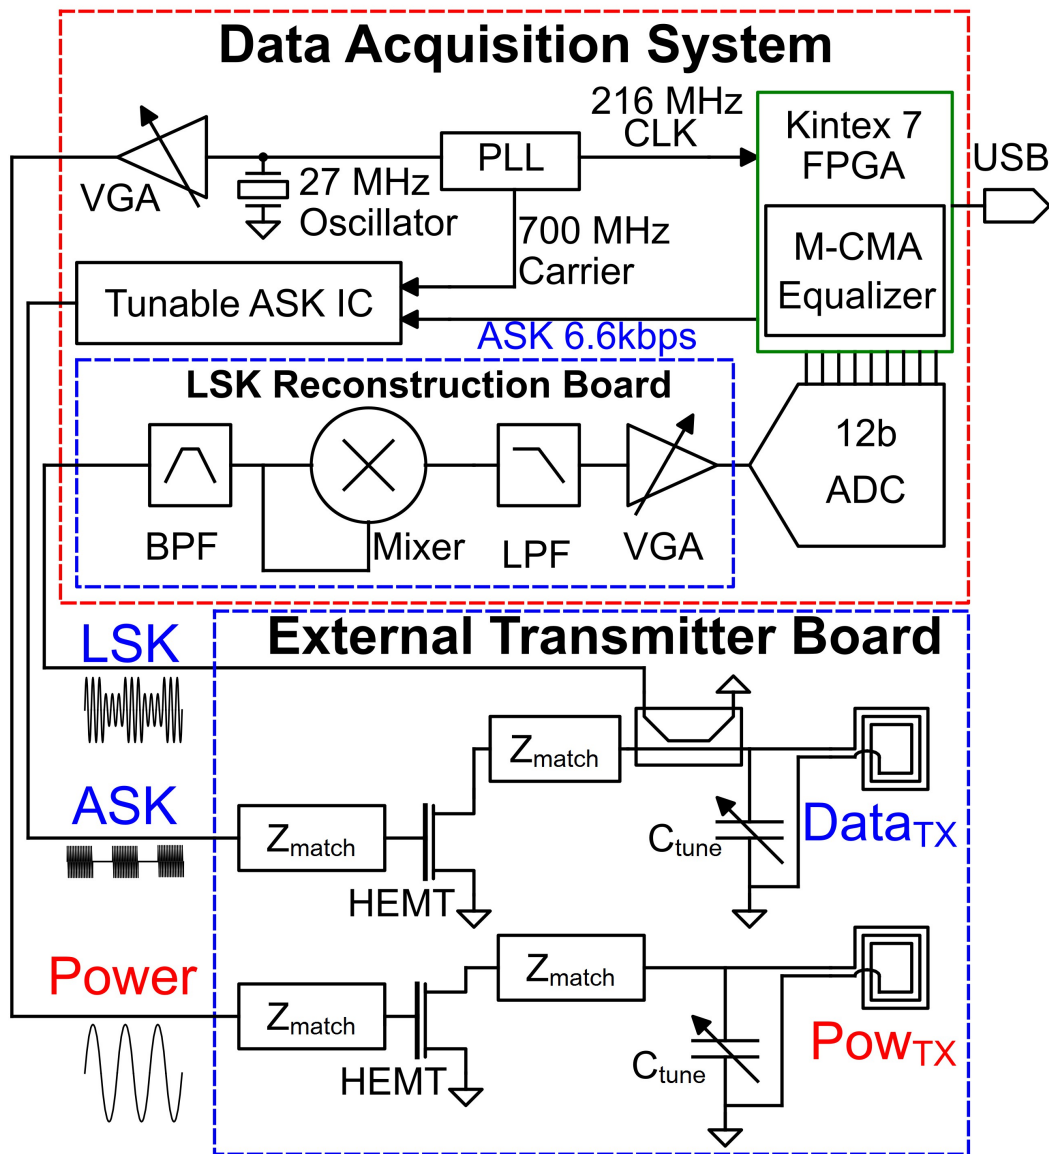 Data Acquisition System
216 MHz
CLK
Kintex 7
FPGA
USB
PLL
VGA
27 MHz
Oscillator
700 MHz
Carrier
M-CMA
Equalizer
Tunable ASK IC
ASK 6.6kbps
LSK Reconstruction Board
12b
ADC
BPF
Mixer
LPF
VGA
External Transmitter Board
LSK
Zmatch
ASK
Zmatch
Ctune
DataTX
HEMT
Power
Zmatch
Zmatch
Ctune
PowTX
HEMT